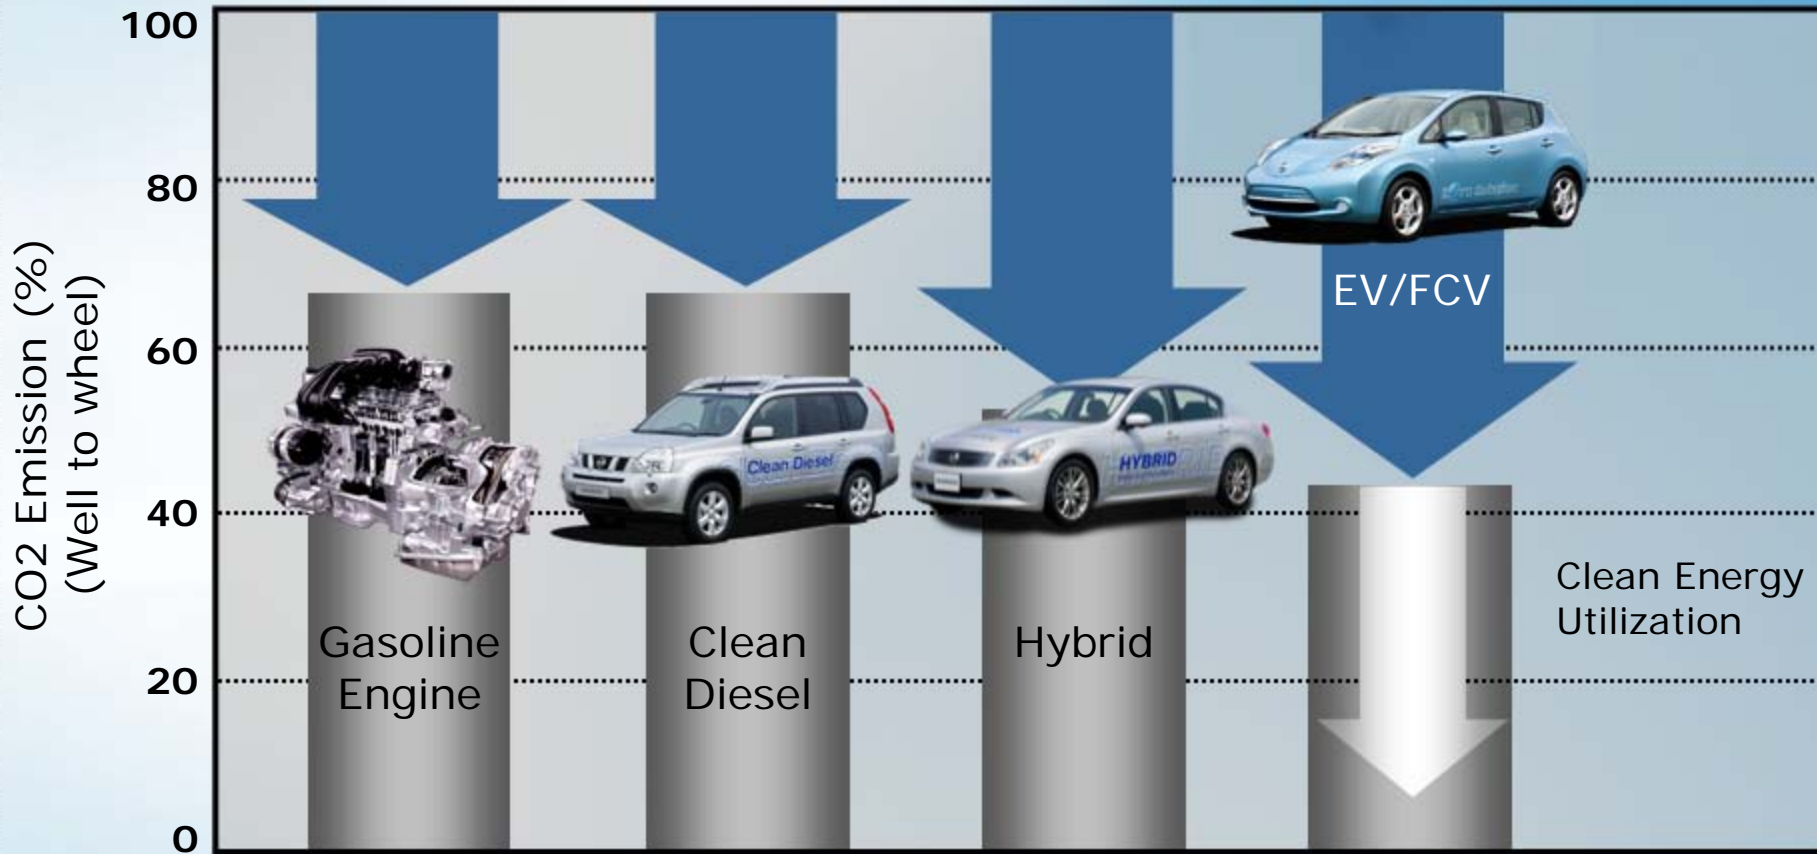 100
80
60
40
20
0
CO2 Emission (%)
(Well to wheel)
EV/FCV
Clean Diesel
HYBRID
Gasoline
Engine
Clean
Diesel
Hybrid
Clean Energy
Utilization